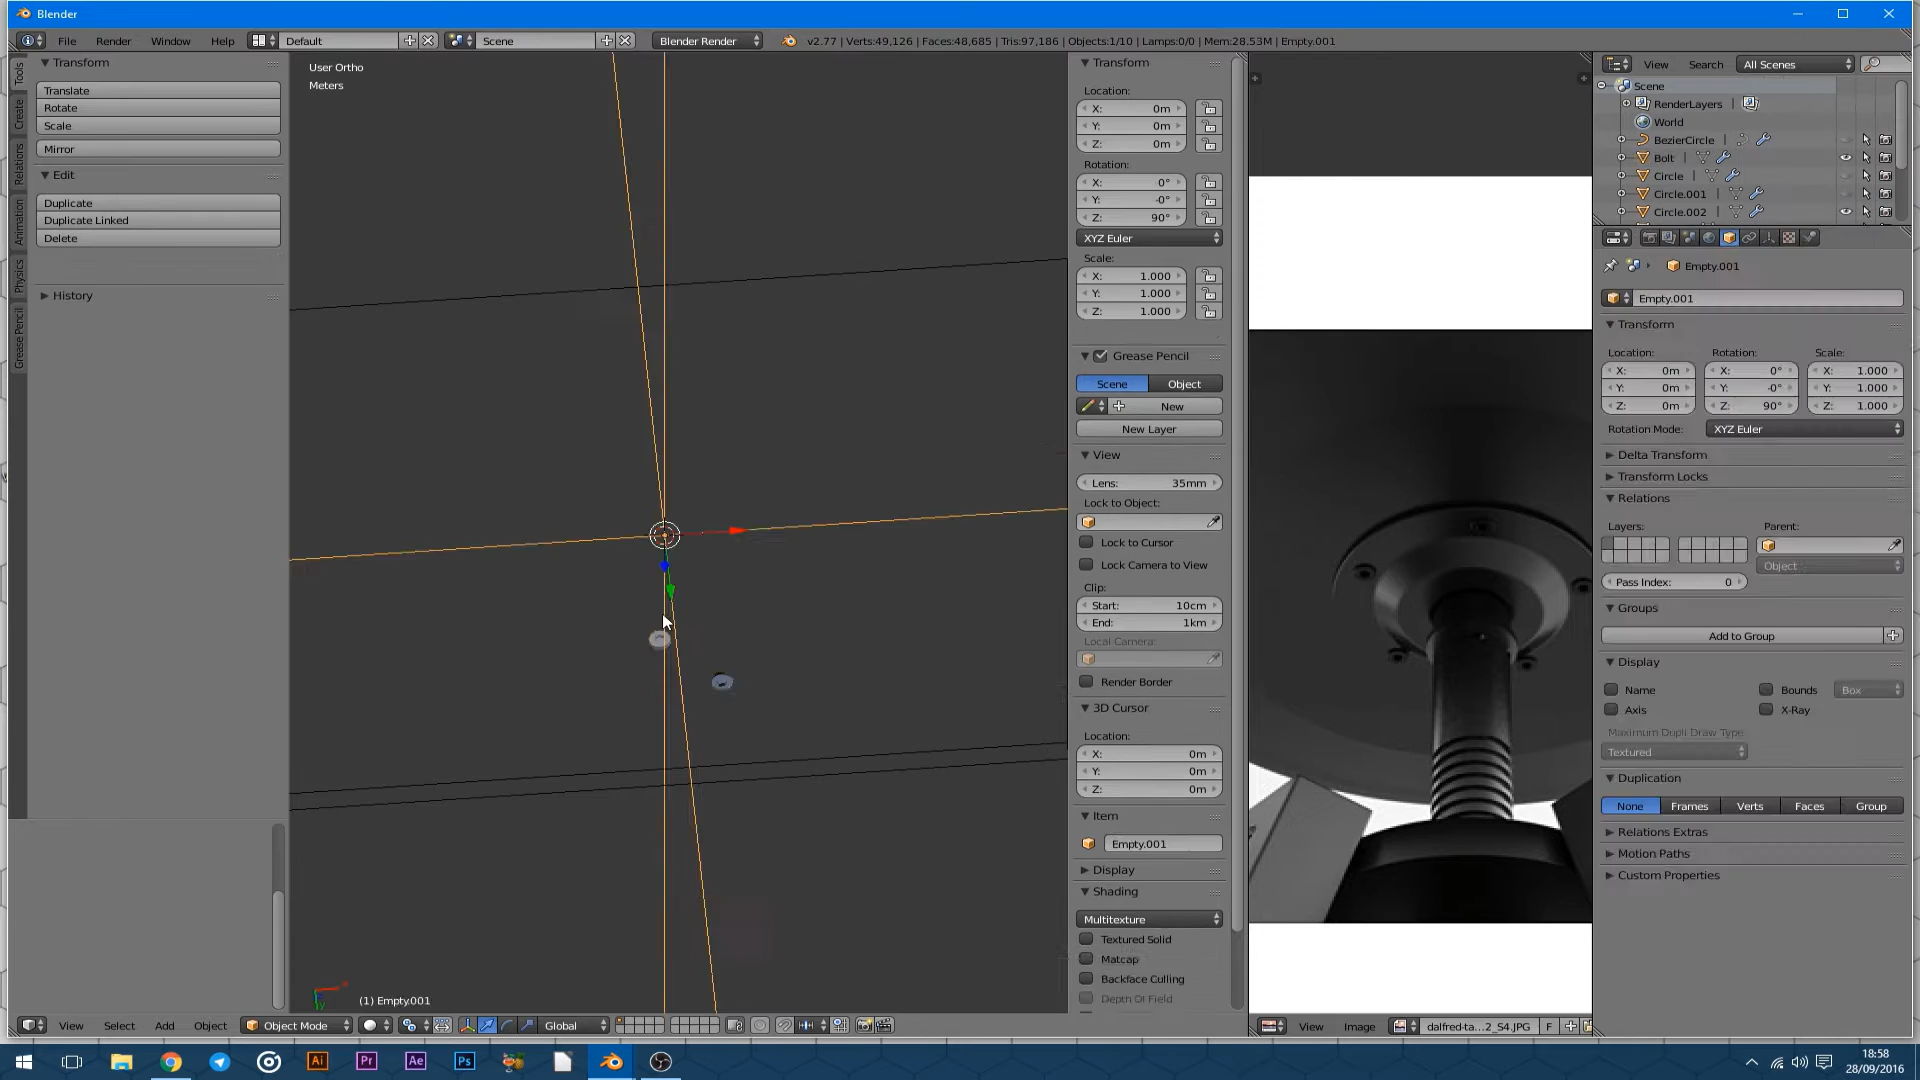 Blender
File Render Window Help Default Scene Blender Render v2.77 | Verts:49,126 | Faces:48,685 | Tris:97,186 | Objects:1/10 | Lamps:0/0 | Mem:28.53M | Empty.001
Tools
Create
Relations
Animation
Physics
Grease Pencil
Transform
Translate
Rotate
Scale
Mirror
Edit
Duplicate
Duplicate Linked
Delete
History
User Ortho
Meters
(1) Empty.001
View Select Add Object Object Mode Global
Transform
Location:
X: 0m
Y: 0m
Z: 0m
Rotation:
X: 0°
Y: -0°
Z: 90°
XYZ Euler
Scale:
X: 1.000
Y: 1.000
Z: 1.000
Grease Pencil
Scene Object
New
New Layer
View
Lens: 35mm
Lock to Object:
Lock to Cursor
Lock Camera to View
Clip:
Start: 10cm
End: 1km
Local Camera:
Render Border
3D Cursor
Location:
X: 0m
Y: 0m
Z: 0m
Item
Empty.001
Display
Shading
Multitexture
Textured Solid
Matcap
Backface Culling
Depth Of Field
View Image dalfred-ta...2_S4.JPG F
View Search All Scenes
Scene
RenderLayers |
World
BezierCircle |
Bolt |
Circle |
Circle.001 |
Circle.002 |
Empty.001
Empty.001
Transform
Location: Rotation: Scale:
X: 0m X: 0° X: 1.000
Y: 0m Y: -0° Y: 1.000
Z: 0m Z: 90° Z: 1.000
Rotation Mode: XYZ Euler
Delta Transform
Transform Locks
Relations
Layers: Parent:
Object
Pass Index: 0
Groups
Add to Group
Display
Name Bounds Box
Axis X-Ray
Maximum Dupli Draw Type
Textured
Duplication
None Frames Verts Faces Group
Relations Extras
Motion Paths
Custom Properties
Ai Pr Ae Ps
18:58
28/09/2016